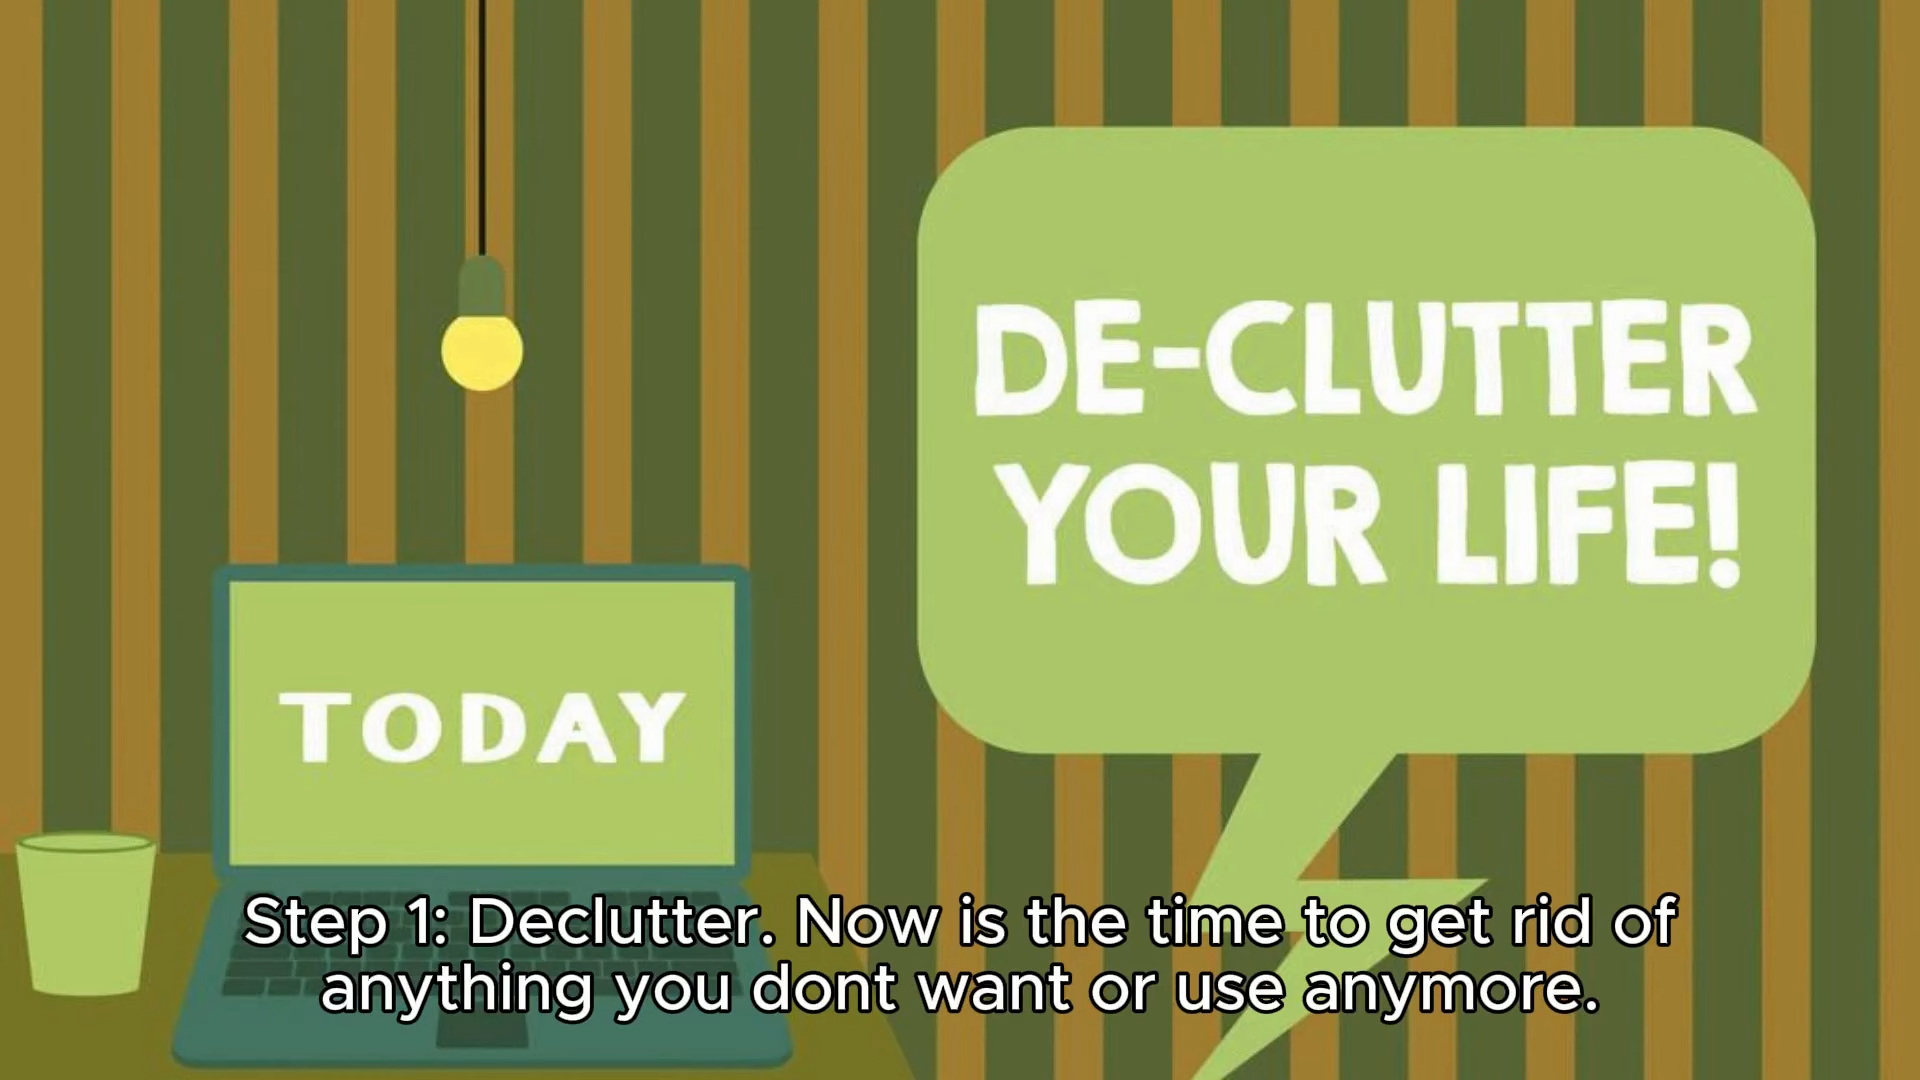 DE-CLUTTER
YOUR LIFE!
TODAY
Step 1: Declutter. Now is the time to get rid of
anything you dont want or use anymore.